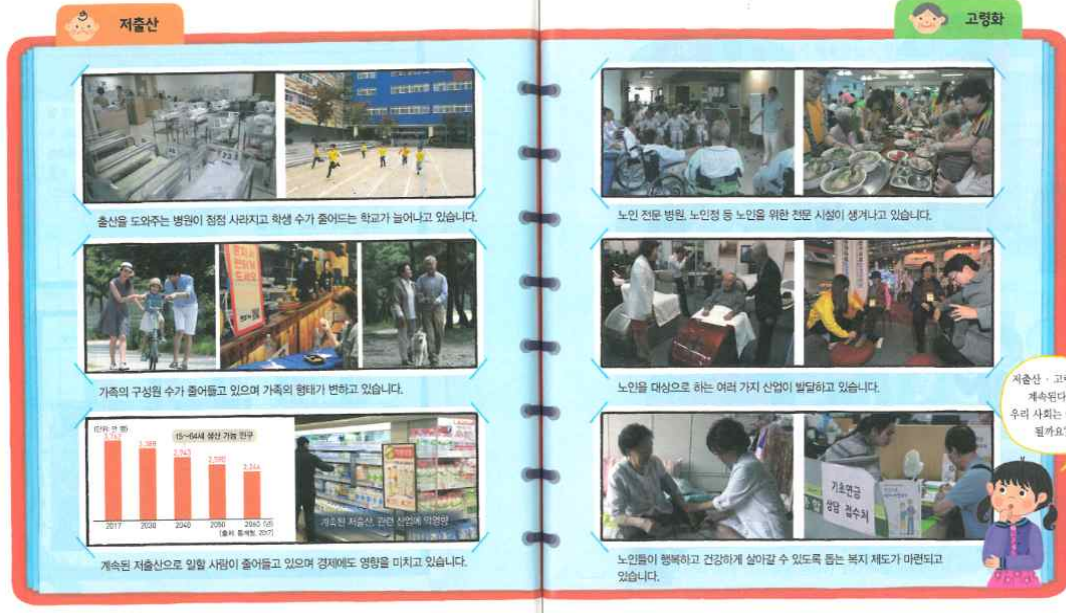 저출산
출산을 도와주는 병원이 점점 사라지고 학생 수가 줄어드는 학교가 늘어나고 있습니다.
가족의 구성원 수가 줄어들고 있으며 가족의 형태가 변하고 있습니다.
(단위: 만 명)
15~64세 생산 가능 인구
2017 2030 2040 2050 2060 (년)
(출처: 통계청, 2017)
계속된 저출산, 관련 산업에 악영향
계속된 저출산으로 일할 사람이 줄어들고 있으며 경제에도 영향을 미치고 있습니다.
고령화
노인 전문 병원, 노인정 등 노인을 위한 전문 시설이 생겨나고 있습니다.
노인을 대상으로 하는 여러 가지 산업이 발달하고 있습니다.
기초연금
상담 접수처
노인들이 행복하고 건강하게 살아갈 수 있도록 돕는 복지 제도가 마련되고
있습니다.
저출산 · 고령
계속된다
우리 사회는
될까요